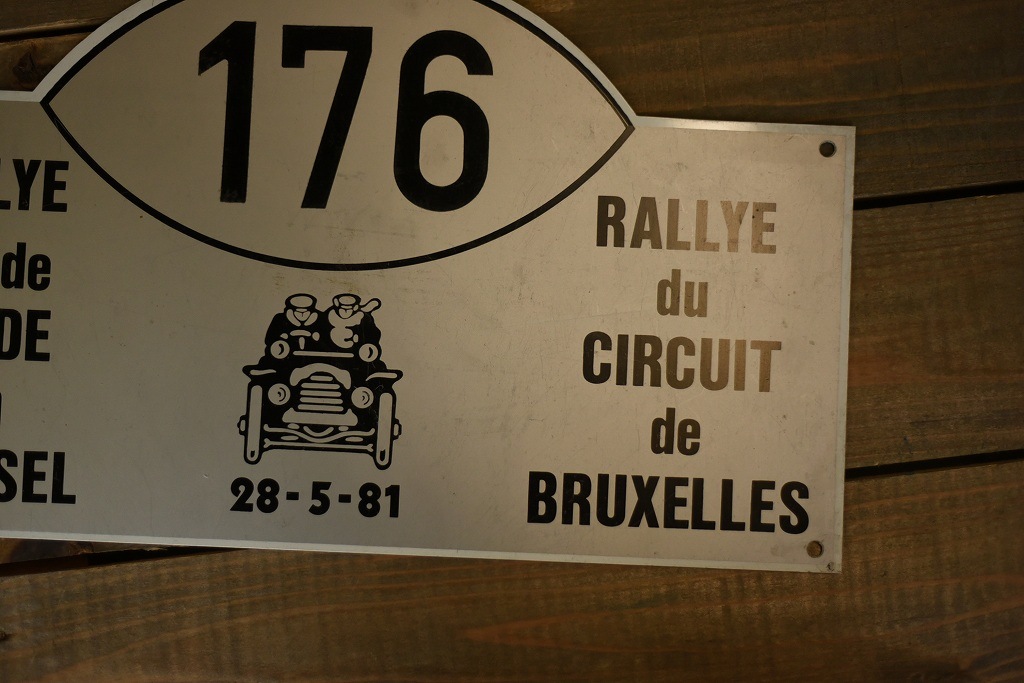 176
LYE
de
DE
SEL
28-5-81
RALLYE
du
CIRCUIT
de
BRUXELLES